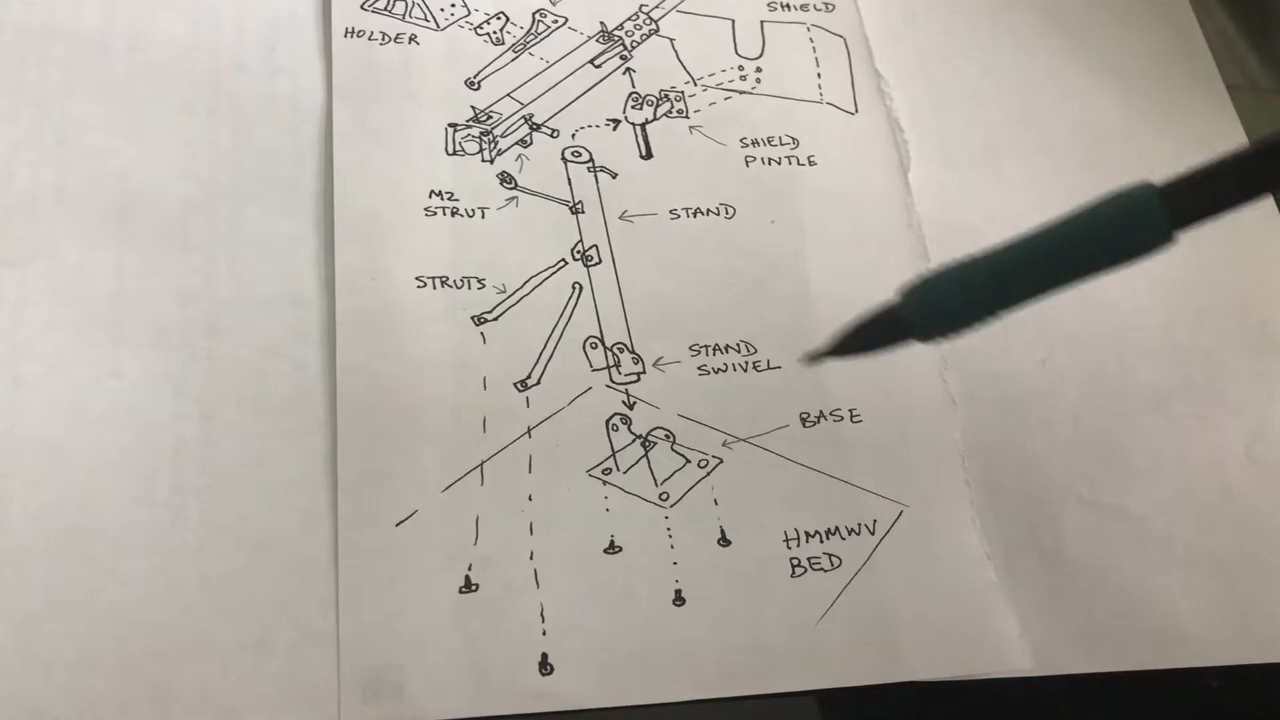 SHIELD
HOLDER
SHIELD
PINTLE
M2
STRUT
STAND
STRUTS
STAND
SWIVEL
BASE
HMMWV
BED